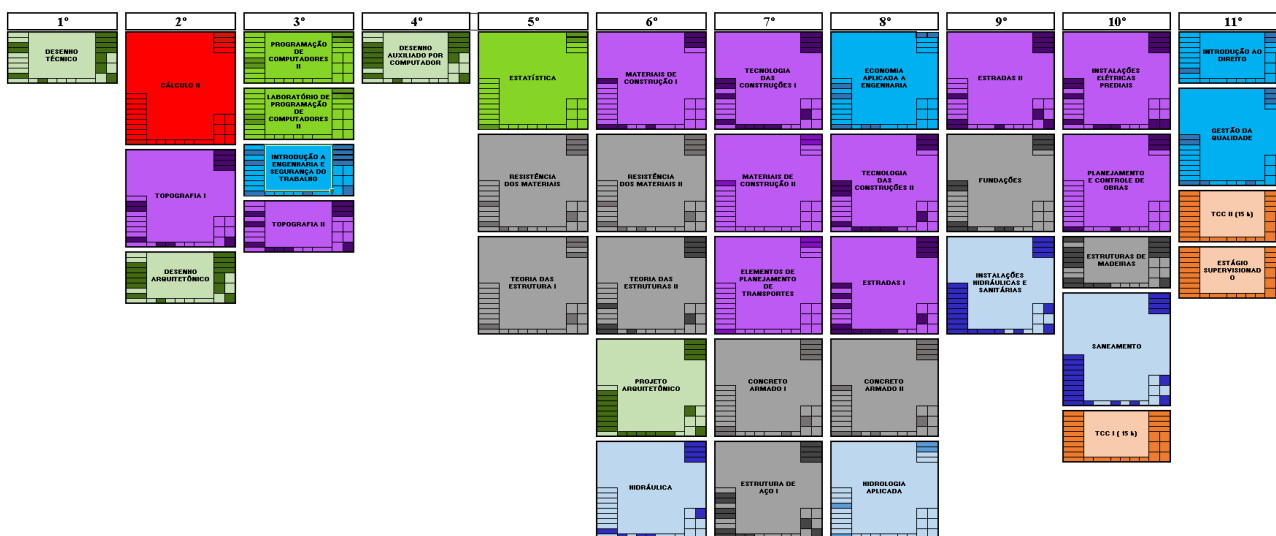 1º 2º 3º 4º 5º 6º 7º 8º 9º 10º 11º
DESENHO
TÉCNICO
CÁLCULO II
TOPOGRAFIA I
DESENHO
ARQUITETÔNICO
PROGRAMAÇÃO
DE
COMPUTADORES
II
LABORATÓRIO DE
PROGRAMAÇÃO DE
COMPUTADORES
II
INTRODUÇÃO A
ENGENHARIA E
SEGURANÇA DO
TRABALHO
TOPOGRAFIA II
DESENHO
AUXILIADO POR
COMPUTADOR
ESTATÍSTICA
RESISTÊNCIA
DOS MATERIAIS
TEORIA DAS
ESTRUTURA I
MATERIAIS DE
CONSTRUÇÃO I
RESISTÊNCIA
DOS MATERIAIS II
TEORIA DAS
ESTRUTURAS II
PROJETO
ARQUITETÔNICO
HIDRÁULICA
TECNOLOGIA
DAS
CONSTRUÇÕES I
MATERIAIS DE
CONSTRUÇÃO II
ELEMENTOS DE
PLANEJAMENTO
DE
TRANSPORTES
CONCRETO
ARMADO I
ESTRUTURA DE
AÇO I
ECONOMIA
APLICADA A
ENGENHARIA
TECNOLOGIA
DAS
CONSTRUÇÕES II
ESTRADAS I
CONCRETO
ARMADO II
HIDROLOGIA
APLICADA
ESTRADAS II
FUNDAÇÕES
INSTALAÇÕES
HIDRÁULICAS E
SANITÁRIAS
INSTALAÇÕES
ELÉTRICAS
PREDIAIS
PLANEJAMENTO
E CONTROLE DE
OBRAS
ESTRUTURAS DE
MADEIRAS
SANEAMENTO
TCC I ( 15 h)
INTRODUÇÃO AO
DIREITO
GESTÃO DA
QUALIDADE
TCC II (15 h)
ESTÁGIO
SUPERVISIONAD
O